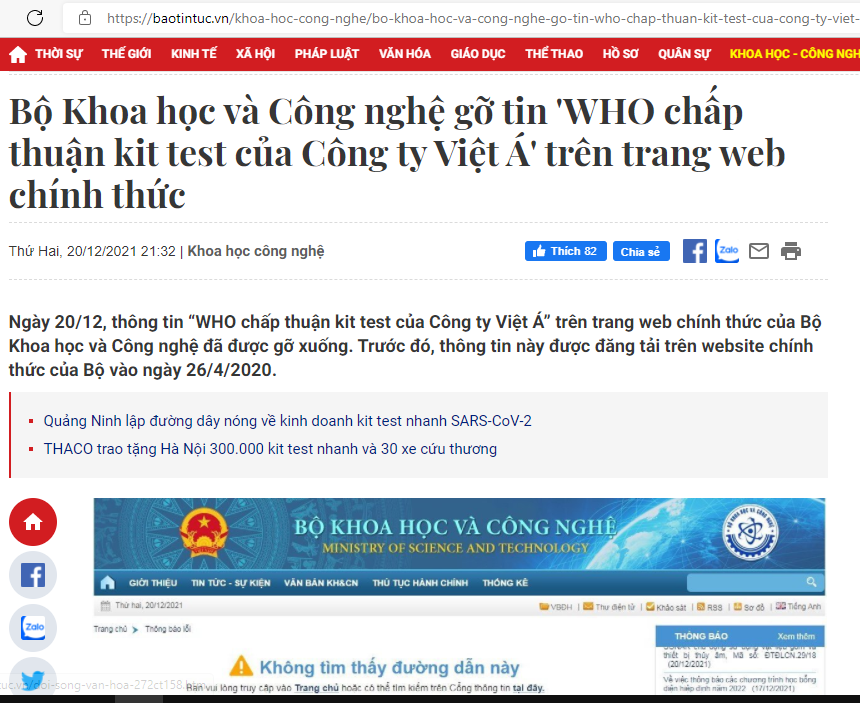 https://baotintuc.vn/khoa-hoc-cong-nghe/bo-khoa-hoc-va-cong-nghe-go-tin-who-chap-thuan-kit-test-cua-cong-ty-viet-
THỜI SỰ THẾ GIỚI KINH TẾ XÃ HỘI PHÁP LUẬT VĂN HÓA GIÁO DỤC THỂ THAO HỒ SƠ QUÂN SỰ KHOA HỌC - CÔNG NGH
Bộ Khoa học và Công nghệ gỡ tin 'WHO chấp
thuận kit test của Công ty Việt Á' trên trang web
chính thức
Thứ Hai, 20/12/2021 21:32 | Khoa học công nghệ
Thích 82 Chia sẻ Zalo
Ngày 20/12, thông tin “WHO chấp thuận kit test của Công ty Việt Á” trên trang web chính thức của Bộ
Khoa học và Công nghệ đã được gỡ xuống. Trước đó, thông tin này được đăng tải trên website chính
thức của Bộ vào ngày 26/4/2020.
Quảng Ninh lập đường dây nóng về kinh doanh kit test nhanh SARS-CoV-2
THACO trao tặng Hà Nội 300.000 kit test nhanh và 30 xe cứu thương
BỘ KHOA HỌC VÀ CÔNG NGHỆ
MINISTRY OF SCIENCE AND TECHNOLOGY
GIỚI THIỆU TIN TỨC - SỰ KIỆN VĂN BẢN KH&CN THỦ TỤC HÀNH CHÍNH THỐNG KÊ
Thứ hai, 20/12/2021
VBĐH | Thư điện tử | Khảo sát | RSS | Sơ đồ | Tiếng Anh
Trang chủ Thông báo lỗi
THÔNG BÁO Xem thêm
thiết bị thủy âm, Mã số: ĐTĐLCN.29/18
(20/12/2021)
Về việc thông báo các chương trình học bổng
diện hiệp định năm 2022 (17/12/2021)
Zalo
Không tìm thấy đường dẫn này
Bạn vui lòng truy cập vào Trang chủ hoặc có thể tìm kiếm trên Cổng thông tin tại đây.
tuc.vn/doi-song-van-hoa-272ct158.htm